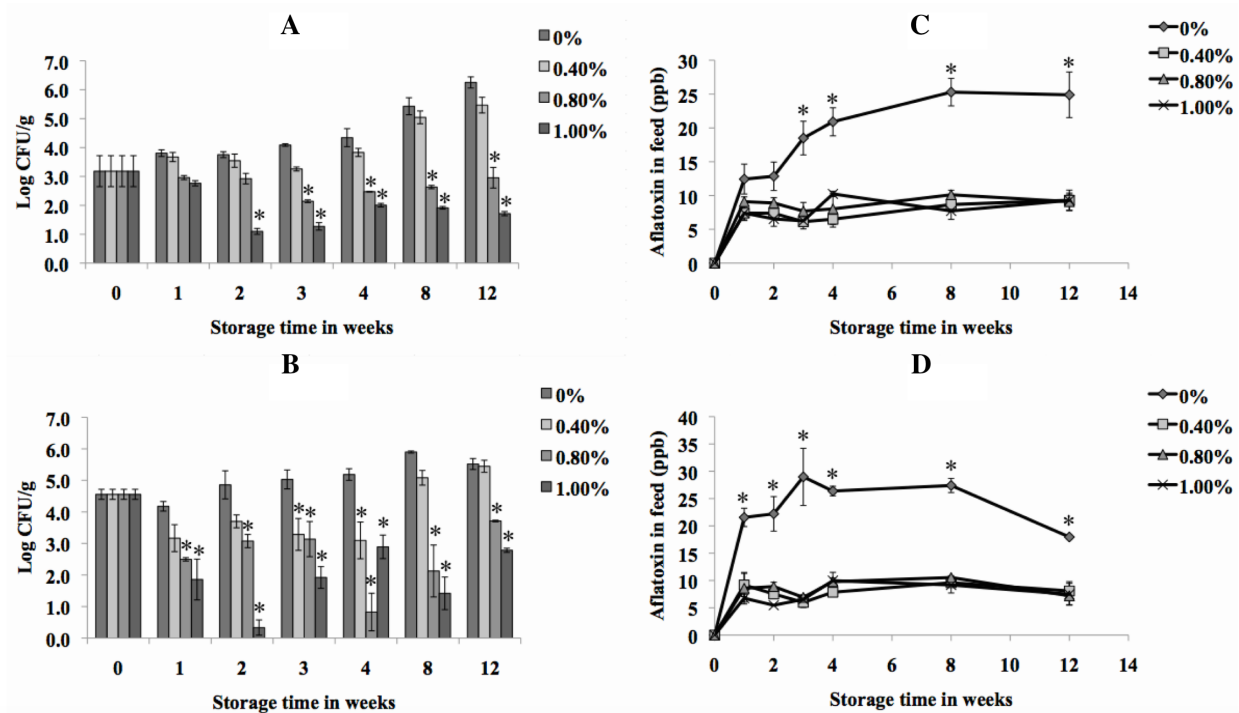 A
Log CFU/g
7.0
6.0
5.0
4.0
3.0
2.0
1.0
0.0
* * * * * * * * *
0 1 2 3 4 8 12
Storage time in weeks
0%
0.40%
0.80%
1.00%
C
Aflatoxin in feed (ppb)
30
25
20
15
10
5
0
* * * *
0 2 4 6 8 10 12 14
Storage time in weeks
0%
0.40%
0.80%
1.00%
B
Log CFU/g
7.0
6.0
5.0
4.0
3.0
2.0
1.0
0.0
* * * * * * * * * * * * * *
0 1 2 3 4 8 12
Storage time in weeks
0%
0.40%
0.80%
1.00%
D
Aflatoxin in feed (ppb)
40
35
30
25
20
15
10
5
0
* * * * * *
0 2 4 6 8 10 12 14
Storage time in weeks
0%
0.40%
0.80%
1.00%